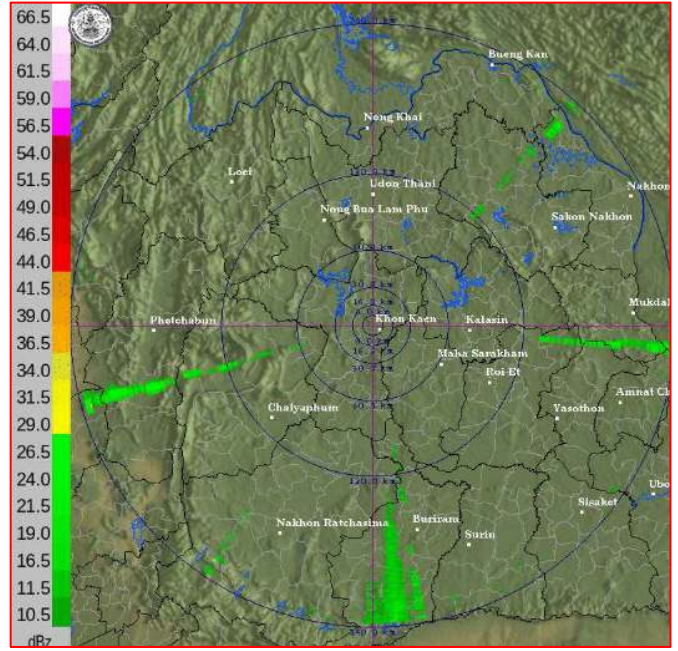 66.5
64.0
61.5
59.0
56.5
54.0
51.5
49.0
46.5
44.0
41.5
39.0
36.5
34.0
31.5
29.0
26.5
24.0
21.5
19.0
16.5
11.5
10.5
dBz
Bueng Kan
Nong Khai
Loei
Udon Thani
Nong Bua Lam Phu
Nakhon
Sakon Nakhon
Mukdah
Phetchabun
Khon Kaen
Kalasin
Maha Sarakham
Roi-Et
Amnat Ch
Chaiyaphum
Yasothon
120.0 km
Ubo
Sisaket
Nakhon Ratchasima
Buriram
Surin